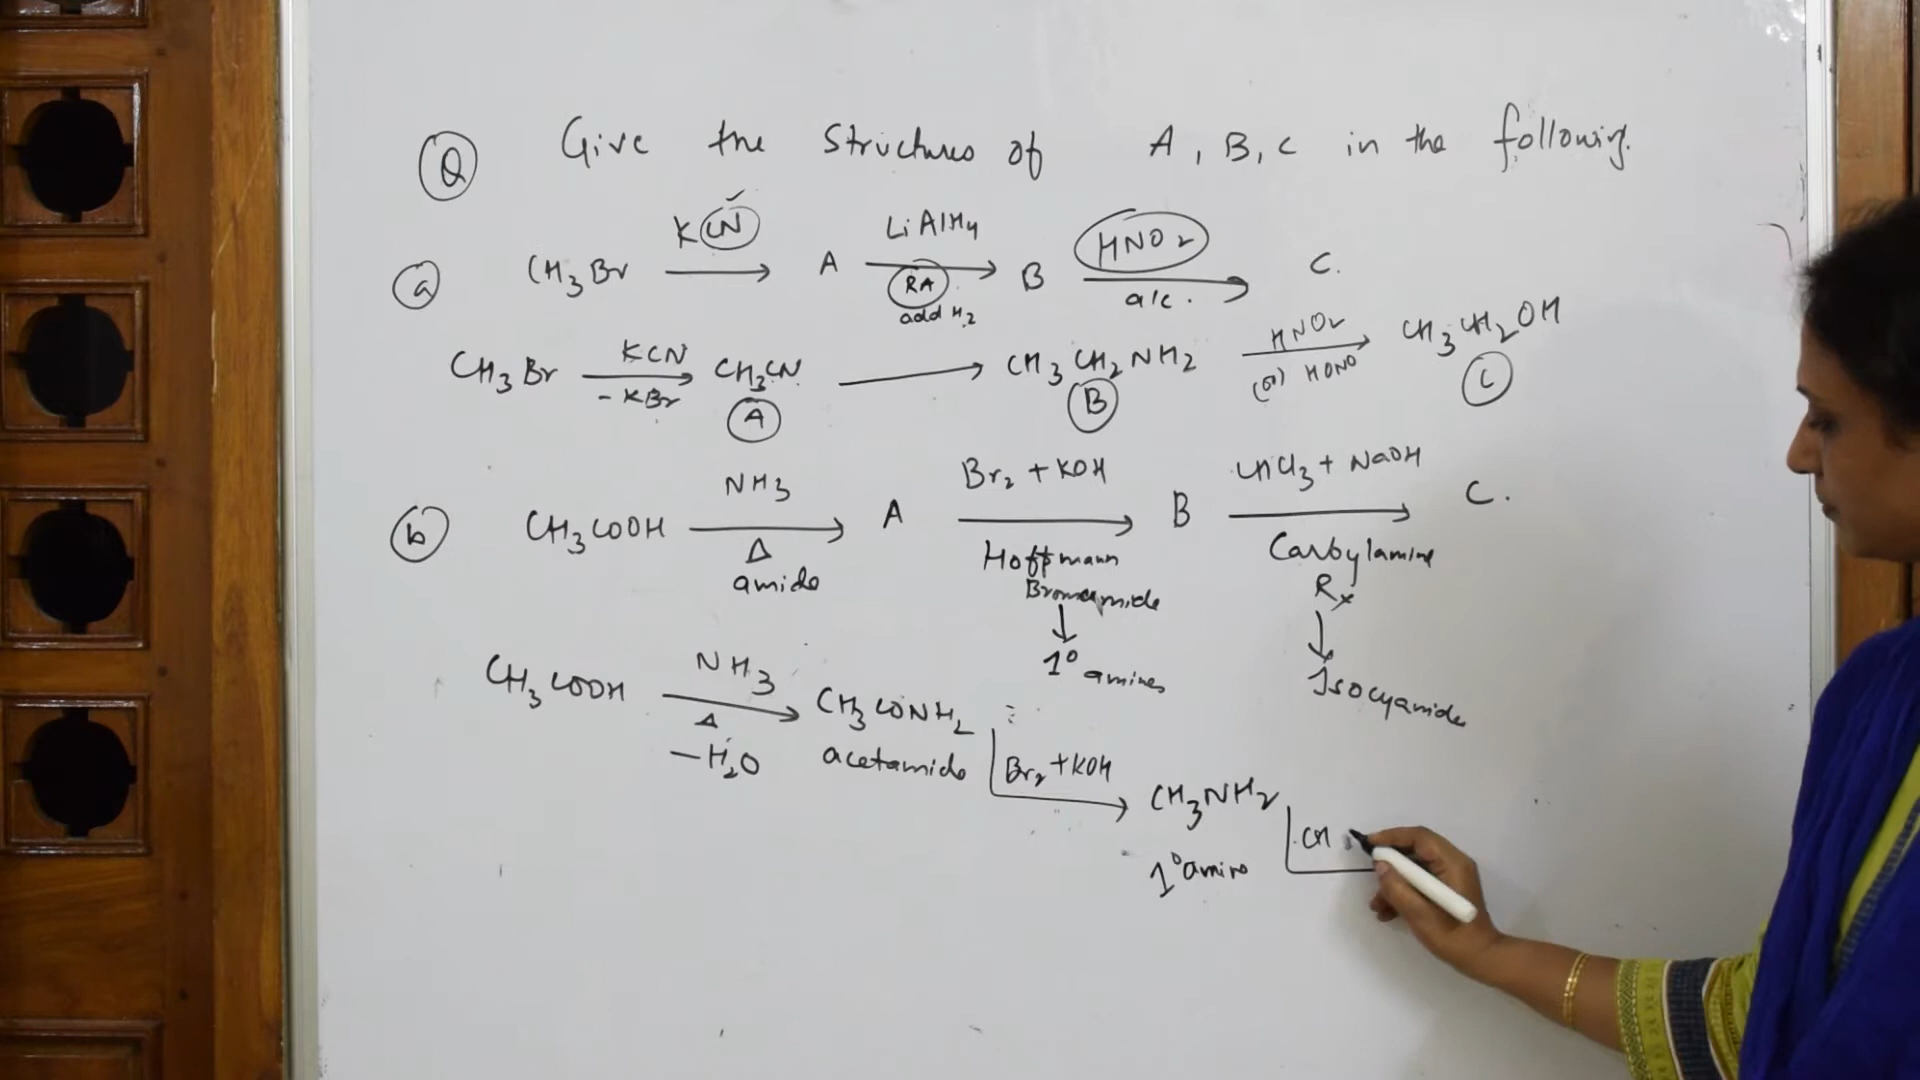 Q Give the Structures of A, B, C in the following.
a CH3Br KCN → A LiAlH4 → B HNO2 → C.
RA add H2 a/c.
CH3Br KCN → CH3CN → CH3CH2NH2 HNO2 → CH3CH2OH
- KBr (or) HONO
A B C
b CH3COOH NH3 → A Br2 + KOH → B CHCl3 + NaOH → C.
Δ amide Hoffmann Bromamide Carbylamine Rx
↓ 1° amines ↓ Isocyanide
CH3COOH NH3 → CH3CONH2
Δ -H2O acetamide Br2 + KOH → CH3NH2
1° amine CH